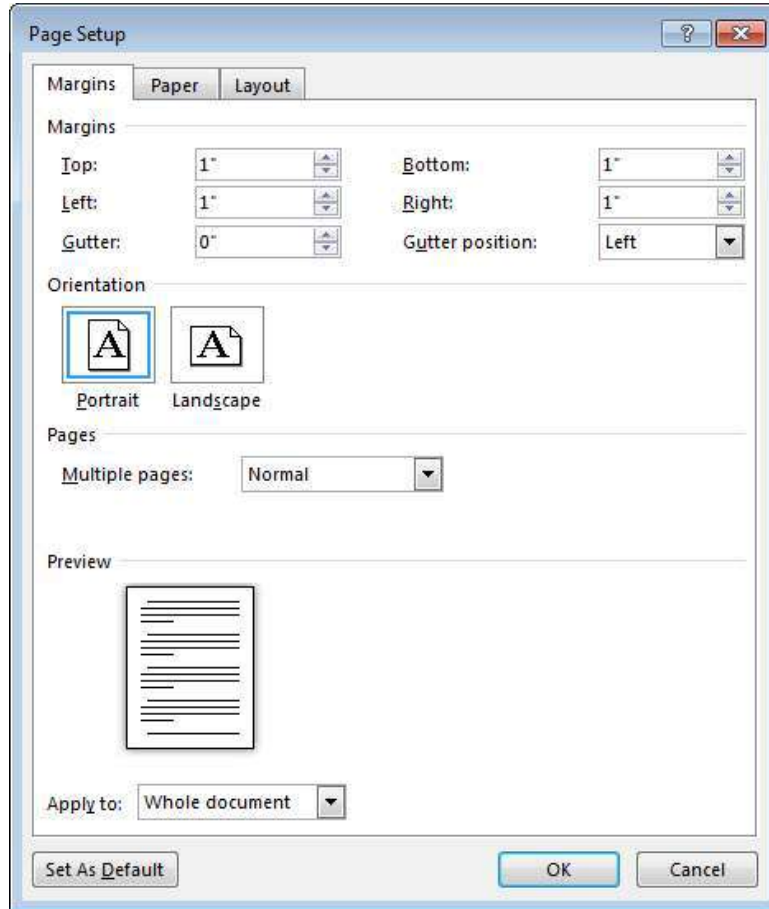 Page Setup ?
Margins Paper Layout
Margins
Top: 1" Bottom: 1"
Left: 1" Right: 1"
Gutter: 0" Gutter position: Left
Orientation
A A
Portrait Landscape
Pages
Multiple pages: Normal
Preview
Apply to: Whole document
Set As Default OK Cancel